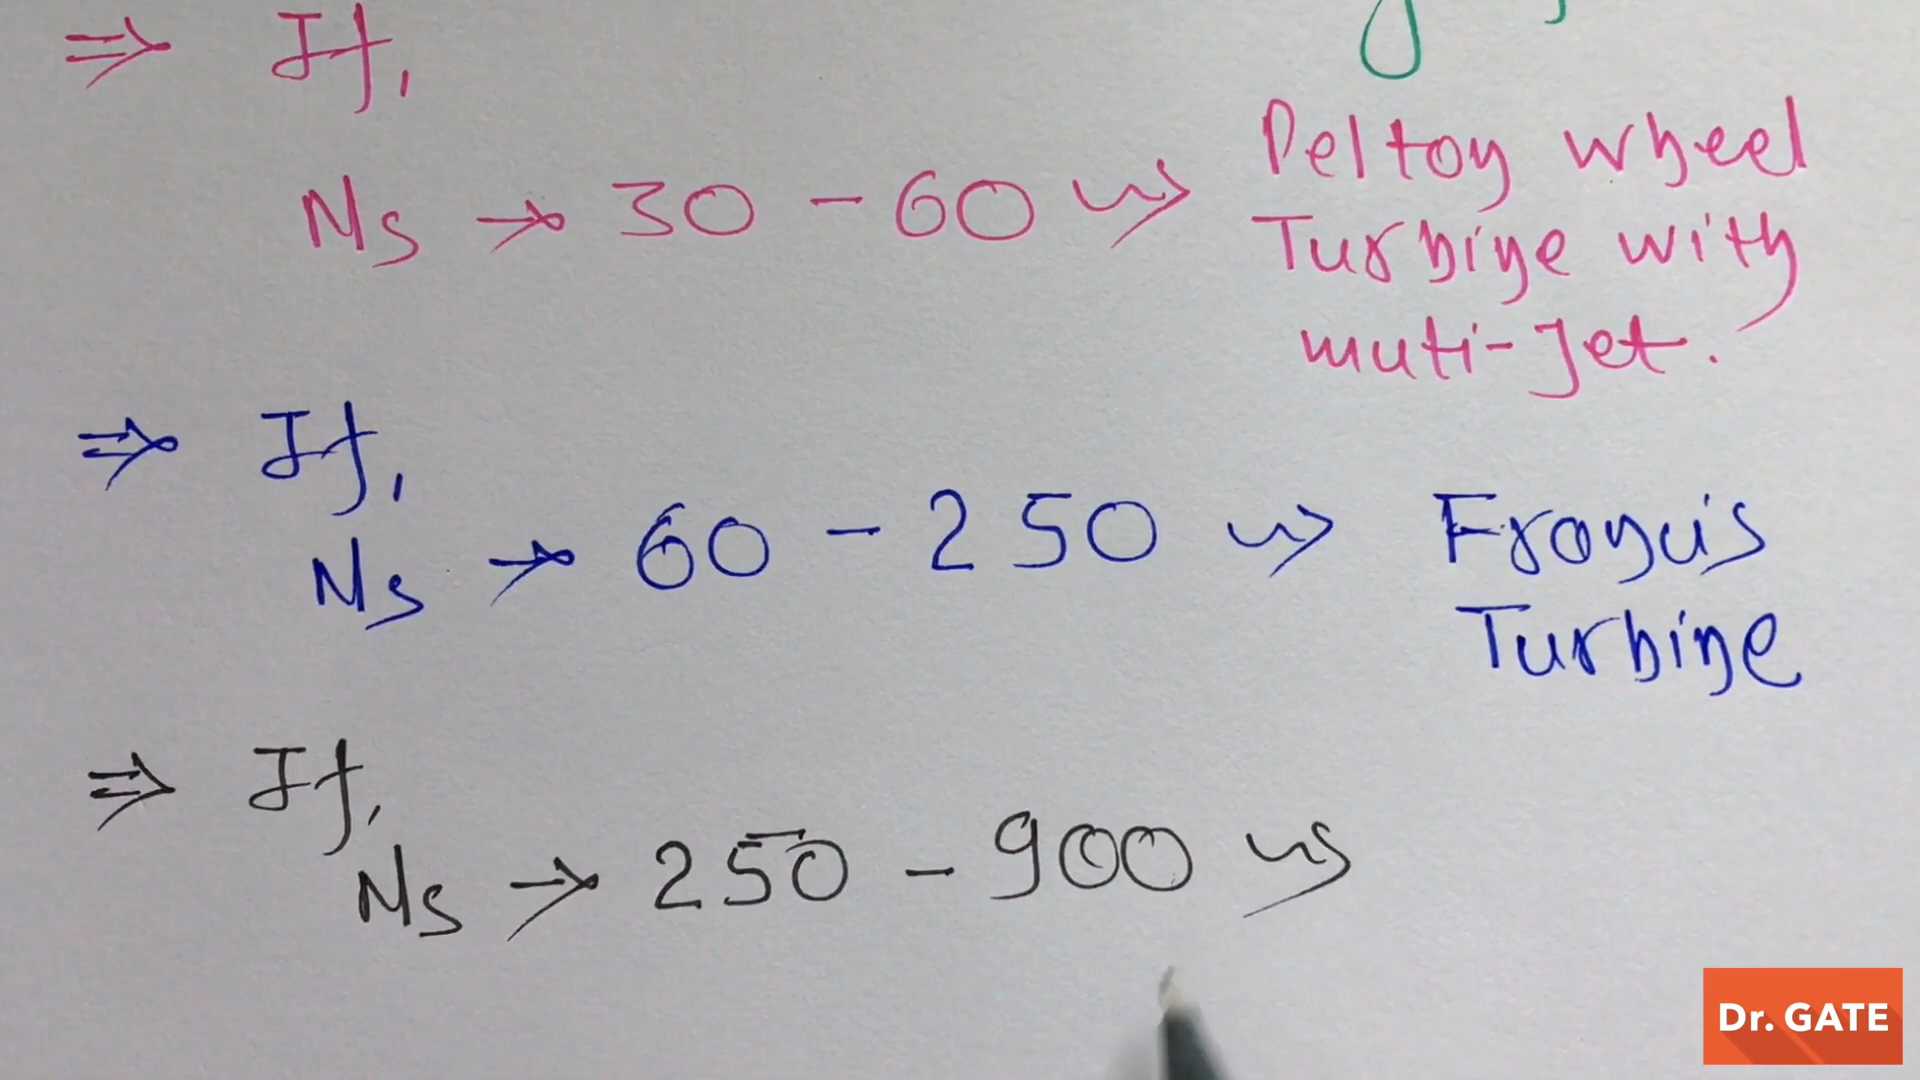 ⇒ If,
Ns → 30 - 60 ⇝ Pelton wheel
Turbine with
muti-Jet.
⇒ If,
Ns → 60 - 250 ⇝ Francis
Turbine
⇒ If,
Ns → 250 - 900 ⇝
Dr. GATE